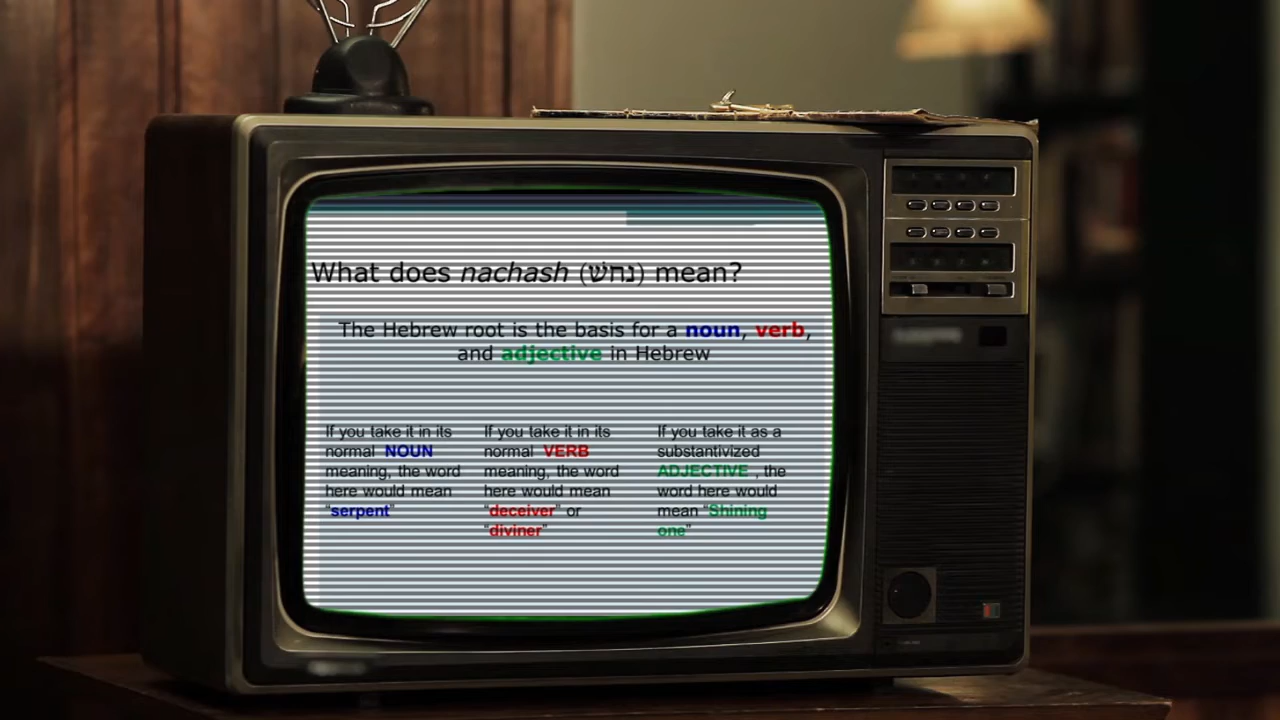 What does nachash (נחשׁ) mean?
The Hebrew root is the basis for a noun, verb,
and adjective in Hebrew
If you take it in its
normal NOUN
meaning, the word
here would mean
“serpent”
If you take it in its
normal VERB
meaning, the word
here would mean
“deceiver” or
“diviner”
If you take it as a
substantivized
ADJECTIVE , the
word here would
mean “Shining
one”